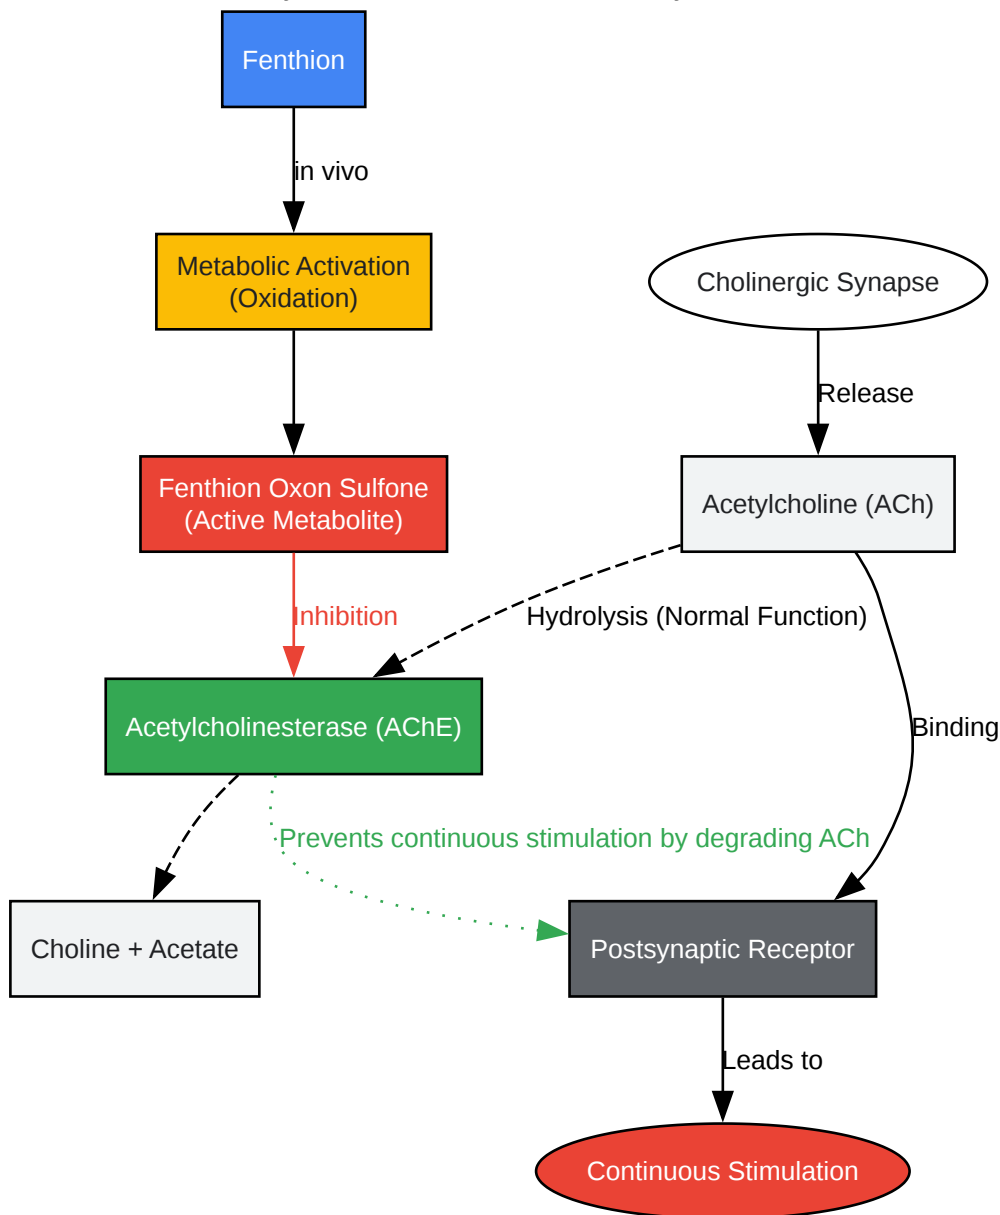 Fenthion
in vivo
Metabolic Activation
(Oxidation)
Cholinergic Synapse
Release
Fenthion Oxon Sulfone
(Active Metabolite)
Acetylcholine (ACh)
Inhibition
Hydrolysis (Normal Function)
Acetylcholinesterase (AChE)
Binding
Prevents continuous stimulation by degrading ACh
Choline + Acetate
Postsynaptic Receptor
Leads to
Continuous Stimulation